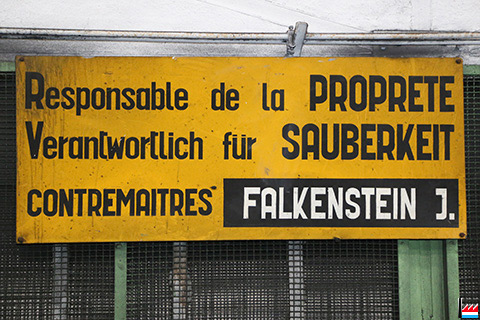 Responsable de la PROPRETE
Verantwortlich für SAUBERKEIT
CONTREMAITRES FALKENSTEIN J.